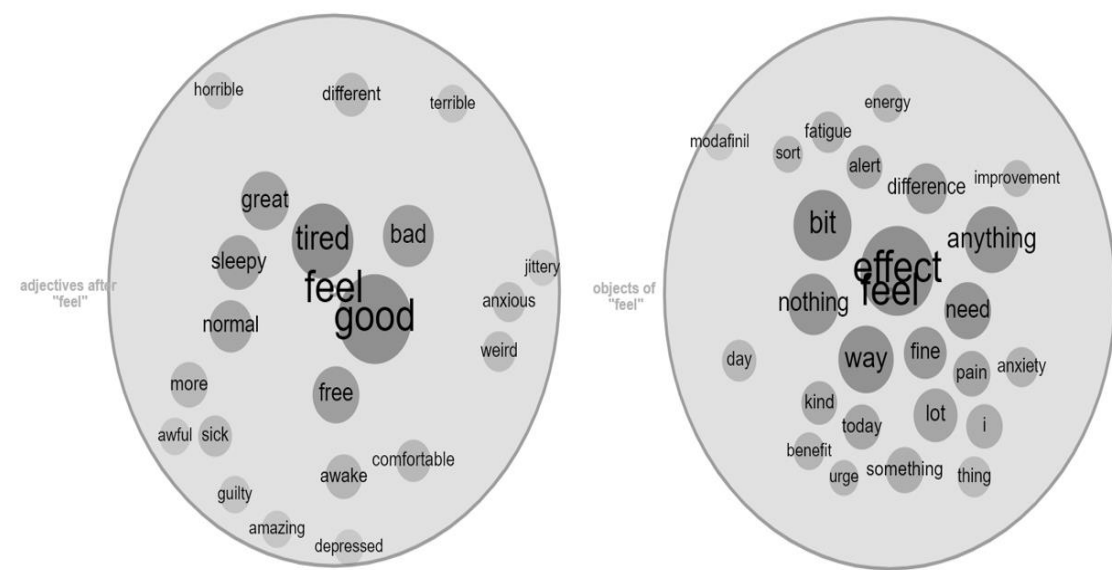 horrible
different
terrible
great
tired
bad
sleepy
feel
jittery
adjectives after
"feel"
good
anxious
normal
weird
free
more
awful
sick
comfortable
awake
guilty
amazing
depressed
energy
modafinil
fatigue
sort
alert
difference
improvement
bit
anything
effect
objects of
"feel"
feel
nothing
need
way
fine
day
pain
anxiety
kind
lot
today
i
benefit
something
urge
thing